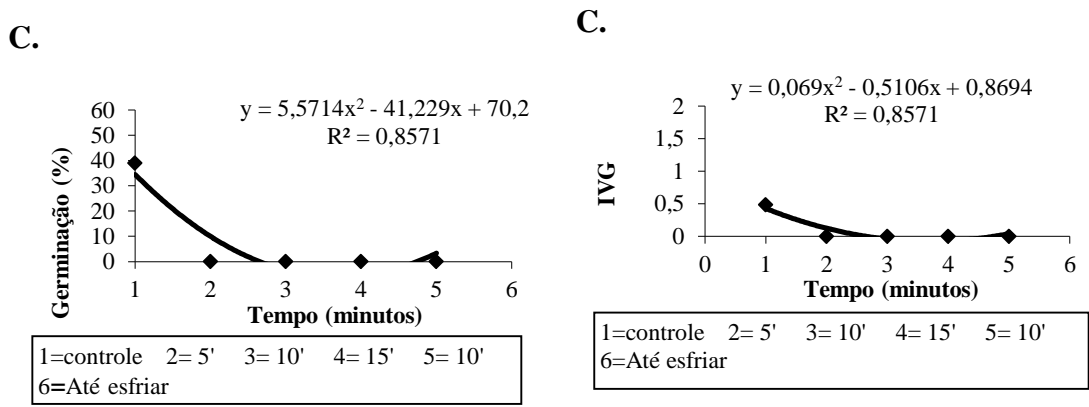 C.
y = 5,5714x² - 41,229x + 70,2
R² = 0,8571
Germinação (%)
60
50
40
30
20
10
0
1 2 3 4 5 6
Tempo (minutos)
1=controle 2= 5' 3= 10' 4= 15' 5= 10'
6=Até esfriar
C.
y = 0,069x² - 0,5106x + 0,8694
R² = 0,8571
IVG
2
1,5
1
0,5
0
0 1 2 3 4 5 6
Tempo (minutos)
1=controle 2= 5' 3= 10' 4= 15' 5= 10'
6=Até esfriar